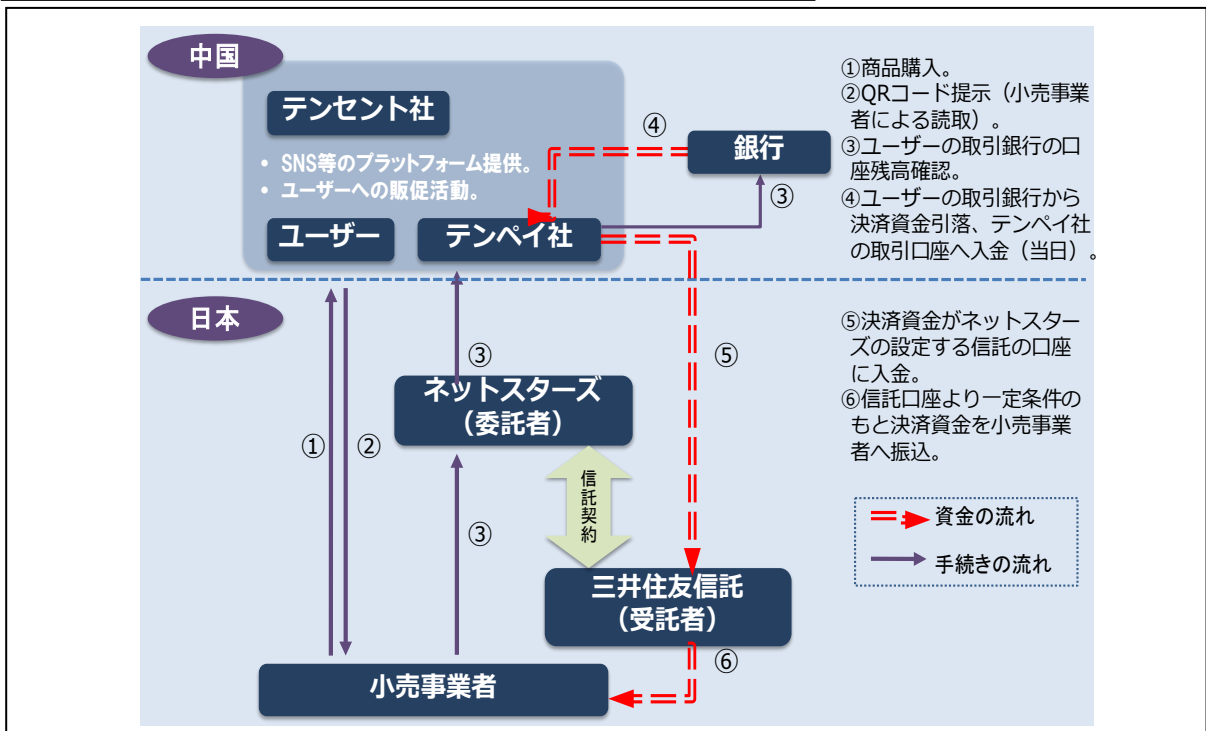 中国
テンセント社
• SNS等のプラットフォーム提供。
• ユーザーへの販促活動。
ユーザー
テンペイ社
④
銀行
③
①商品購入。
②QRコード提示（小売事業
者による読取）。
③ユーザーの取引銀行の口
座残高確認。
④ユーザーの取引銀行から
決済資金引落、テンペイ社
の取引口座へ入金（当日）。
日本
①
②
③
ネットスターズ
（委託者）
③
信託契約
⑤
三井住友信託
（受託者）
⑥
小売事業者
⑤決済資金がネットスター
ズの設定する信託の口座
に入金。
⑥信託口座より一定条件の
もと決済資金を小売事業
者へ振込。
資金の流れ
手続きの流れ